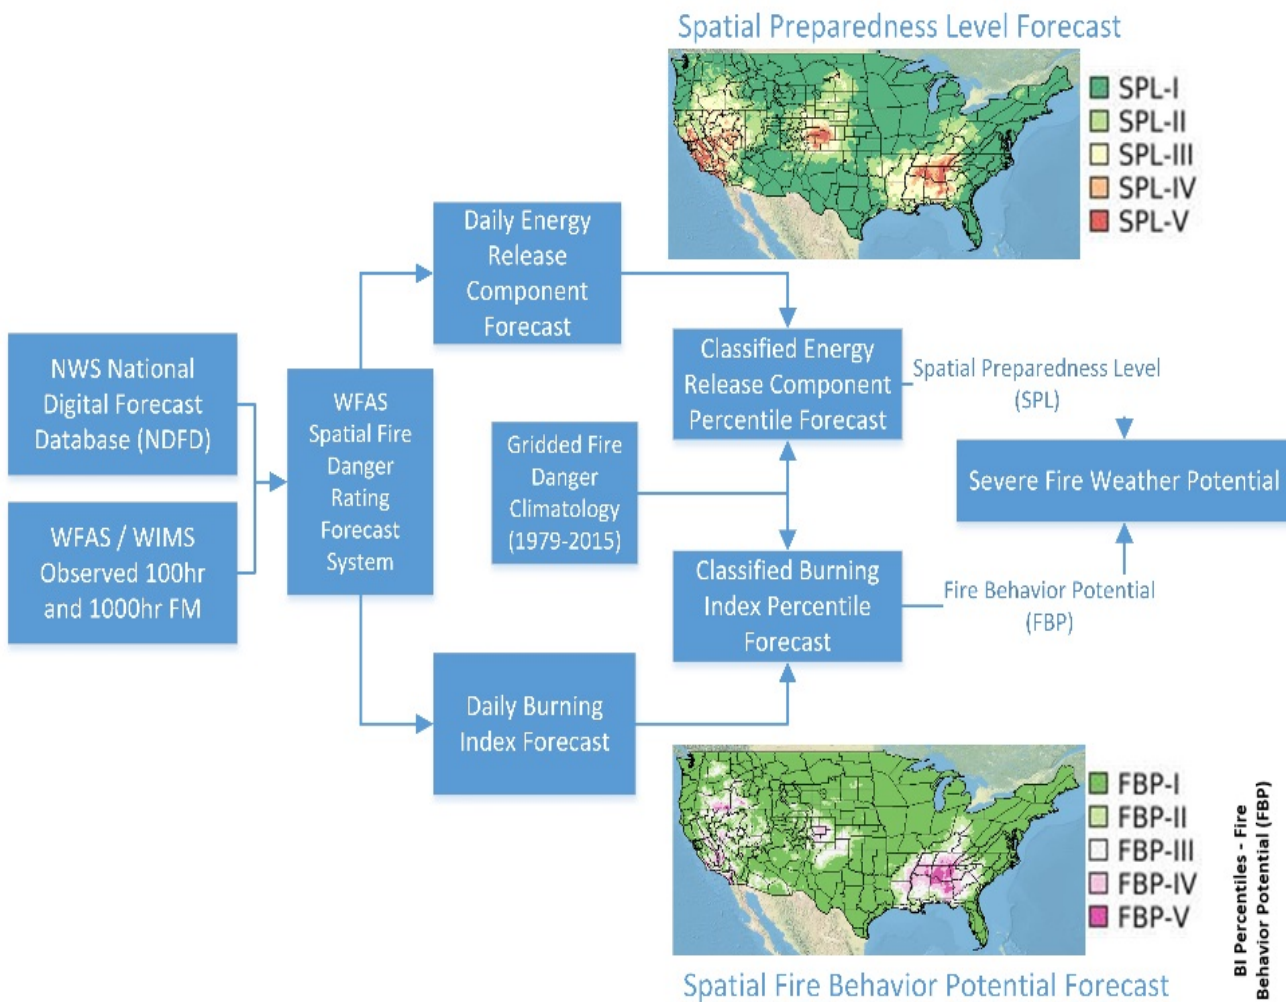 Spatial Preparedness Level Forecast
SPL-I
SPL-II
SPL-III
SPL-IV
SPL-V
Daily Energy
Release
Component
Forecast
NWS National
Digital Forecast
Database (NDFD)
WFAS / WIMS
Observed 100hr
and 1000hr FM
WFAS
Spatial Fire
Danger
Rating
Forecast
System
Gridded Fire
Danger
Climatology
(1979-2015)
Classified Energy
Release Component
Percentile Forecast
Spatial Preparedness Level
(SPL)
Severe Fire Weather Potential
Classified Burning
Index Percentile
Forecast
Fire Behavior Potential
(FBP)
Daily Burning
Index Forecast
FBP-I
FBP-II
FBP-III
FBP-IV
FBP-V
BI Percentiles - Fire
Behavior Potential (FBP)
Spatial Fire Behavior Potential Forecast